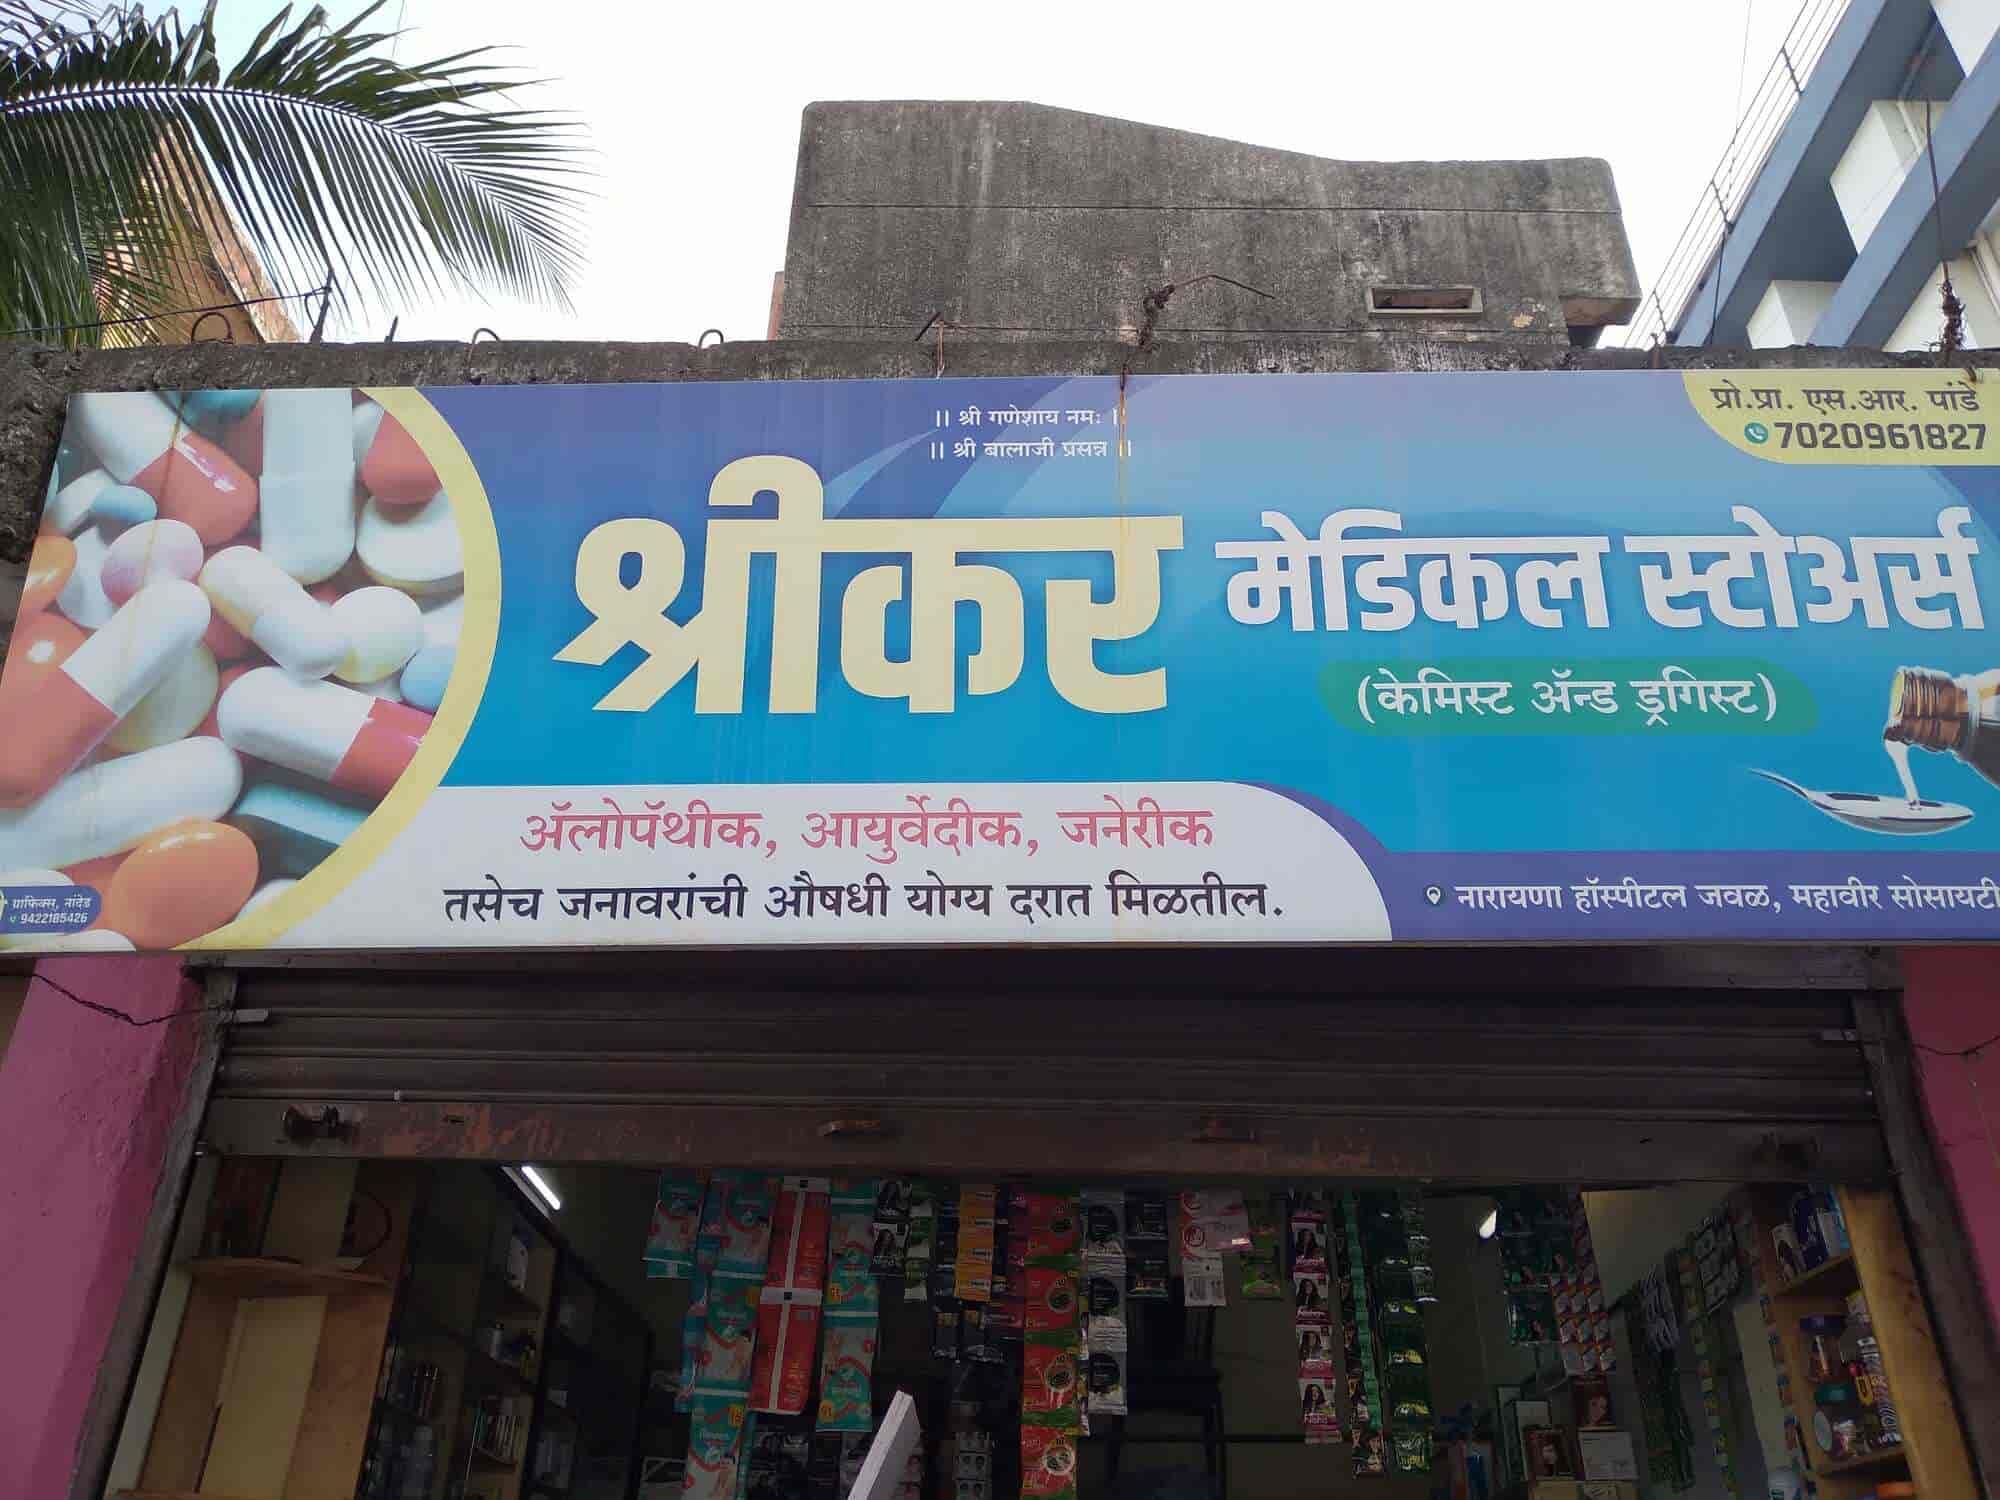 || श्री गणेशाय नमः |
|| श्री बालाजी प्रसन्न ||
प्रो.प्रा. एस.आर. पांडे
7020961827
श्रीकर मेडिकल स्टोअर्स
(केमिस्ट ॲन्ड ड्रगिस्ट)
ॲलोपॅथीक, आयुर्वेदीक, जनेरीक
तसेच जनावरांची औषधी योग्य दरात मिळतील.
नारायणा हॉस्पीटल जवळ, महावीर सोसायटी
ग्राफिक्स, नांदेड
9422185426